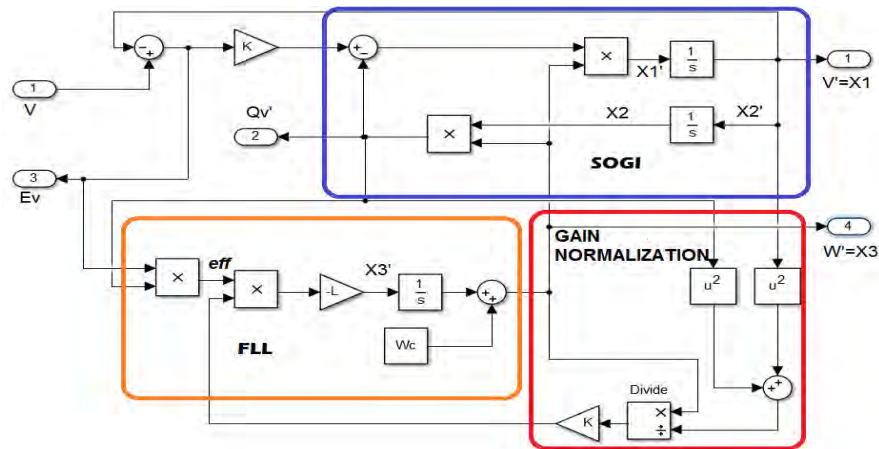 K
1
V
Qv'
2
3
Ev
- +
+ -
×
X1'
1
s
1
V'=X1
×
X2
1
s
X2'
SOGI
4
W'=X3
GAIN
NORMALIZATION
u²
u²
×
eff
×
-L
X3'
1
s
+ +
Wc
FLL
+ +
Divide
K
×
÷